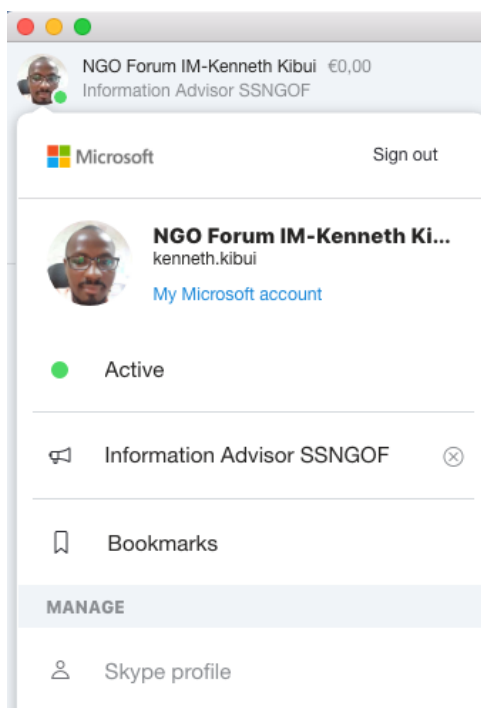 NGO Forum IM-Kenneth Kibui €0,00
Information Advisor SSNGOF
Microsoft Sign out
NGO Forum IM-Kenneth Ki...
kenneth.kibui
My Microsoft account
Active
Information Advisor SSNGOF
Bookmarks
MANAGE
Skype profile